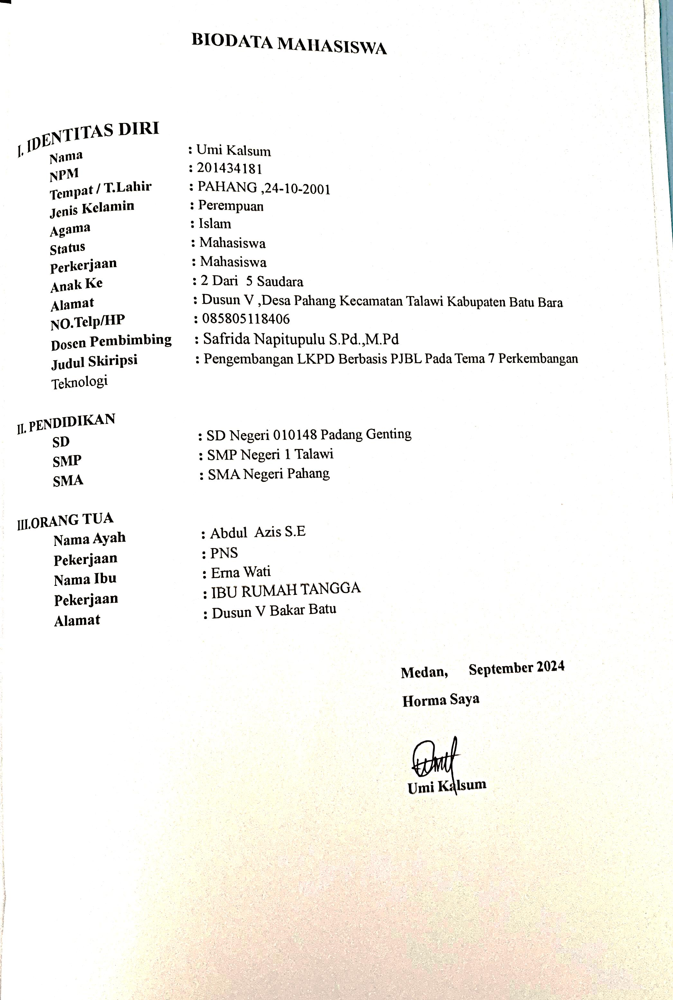 BIODATA MAHASISWA
I. IDENTITAS DIRI
Nama : Umi Kalsum
NPM : 201434181
Tempat / T.Lahir : PAHANG ,24-10-2001
Jenis Kelamin : Perempuan
Agama : Islam
Status : Mahasiswa
Perkerjaan : Mahasiswa
Anak Ke : 2 Dari 5 Saudara
Alamat : Dusun V ,Desa Pahang Kecamatan Talawi Kabupaten Batu Bara
NO.Telp/HP : 085805118406
Dosen Pembimbing : Safrida Napitupulu S.Pd.,M.Pd
Judul Skiripsi : Pengembangan LKPD Berbasis PJBL Pada Tema 7 Perkembangan
Teknologi
II. PENDIDIKAN
SD : SD Negeri 010148 Padang Genting
SMP : SMP Negeri 1 Talawi
SMA : SMA Negeri Pahang
III.ORANG TUA
Nama Ayah : Abdul Azis S.E
Pekerjaan : PNS
Nama Ibu : Erna Wati
Pekerjaan : IBU RUMAH TANGGA
Alamat : Dusun V Bakar Batu
Medan, September 2024
Horma Saya
Umi Kalsum